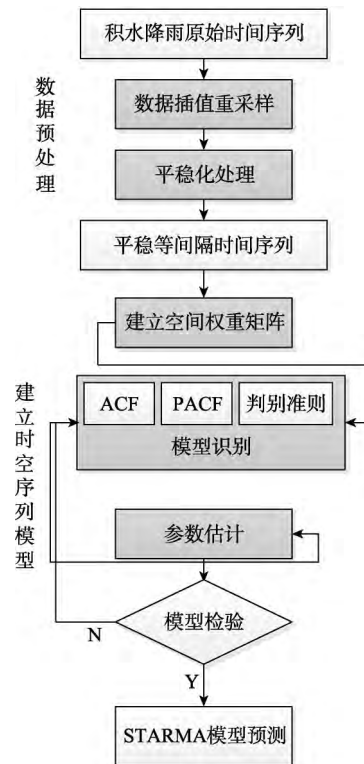 积水降雨原始时间序列
数据预处理
数据插值重采样
平稳化处理
平稳等间隔时间序列
建立空间权重矩阵
建立时空序列模型
ACF
PACF
判别准则
模型识别
参数估计
模型检验
N
Y
STARMA模型预测